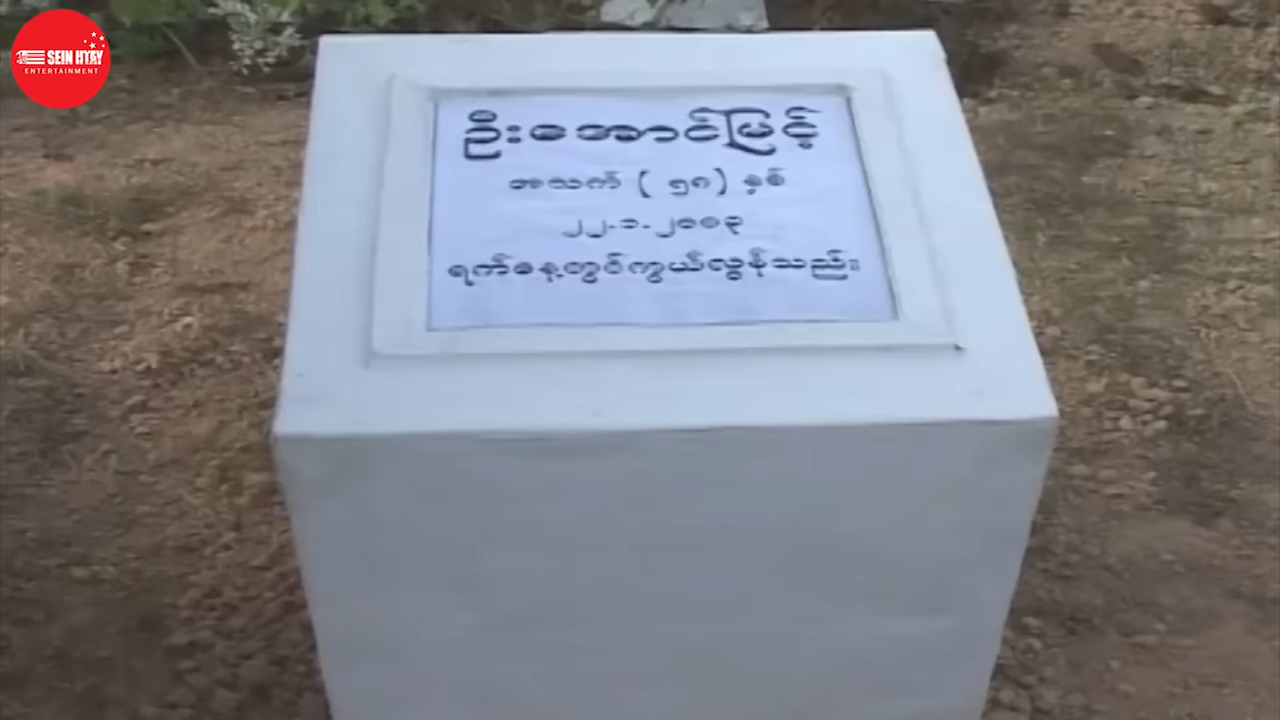 SEIN HTAY
ENTERTAINMENT
ဦးအောင်မြင့်
အသက် ( ၅၈ ) နှစ်
၂၂-၁-၂၀၀၃
ရက်နေ့တွင်ကွယ်လွန်သည်။